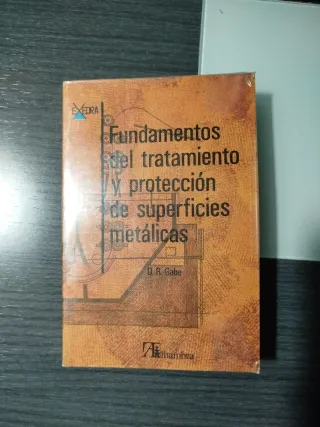 EXEDRA
Fundamentos
del tratamiento
y protección
de superficies
metálicas
D. R. Gabe
Alhambra